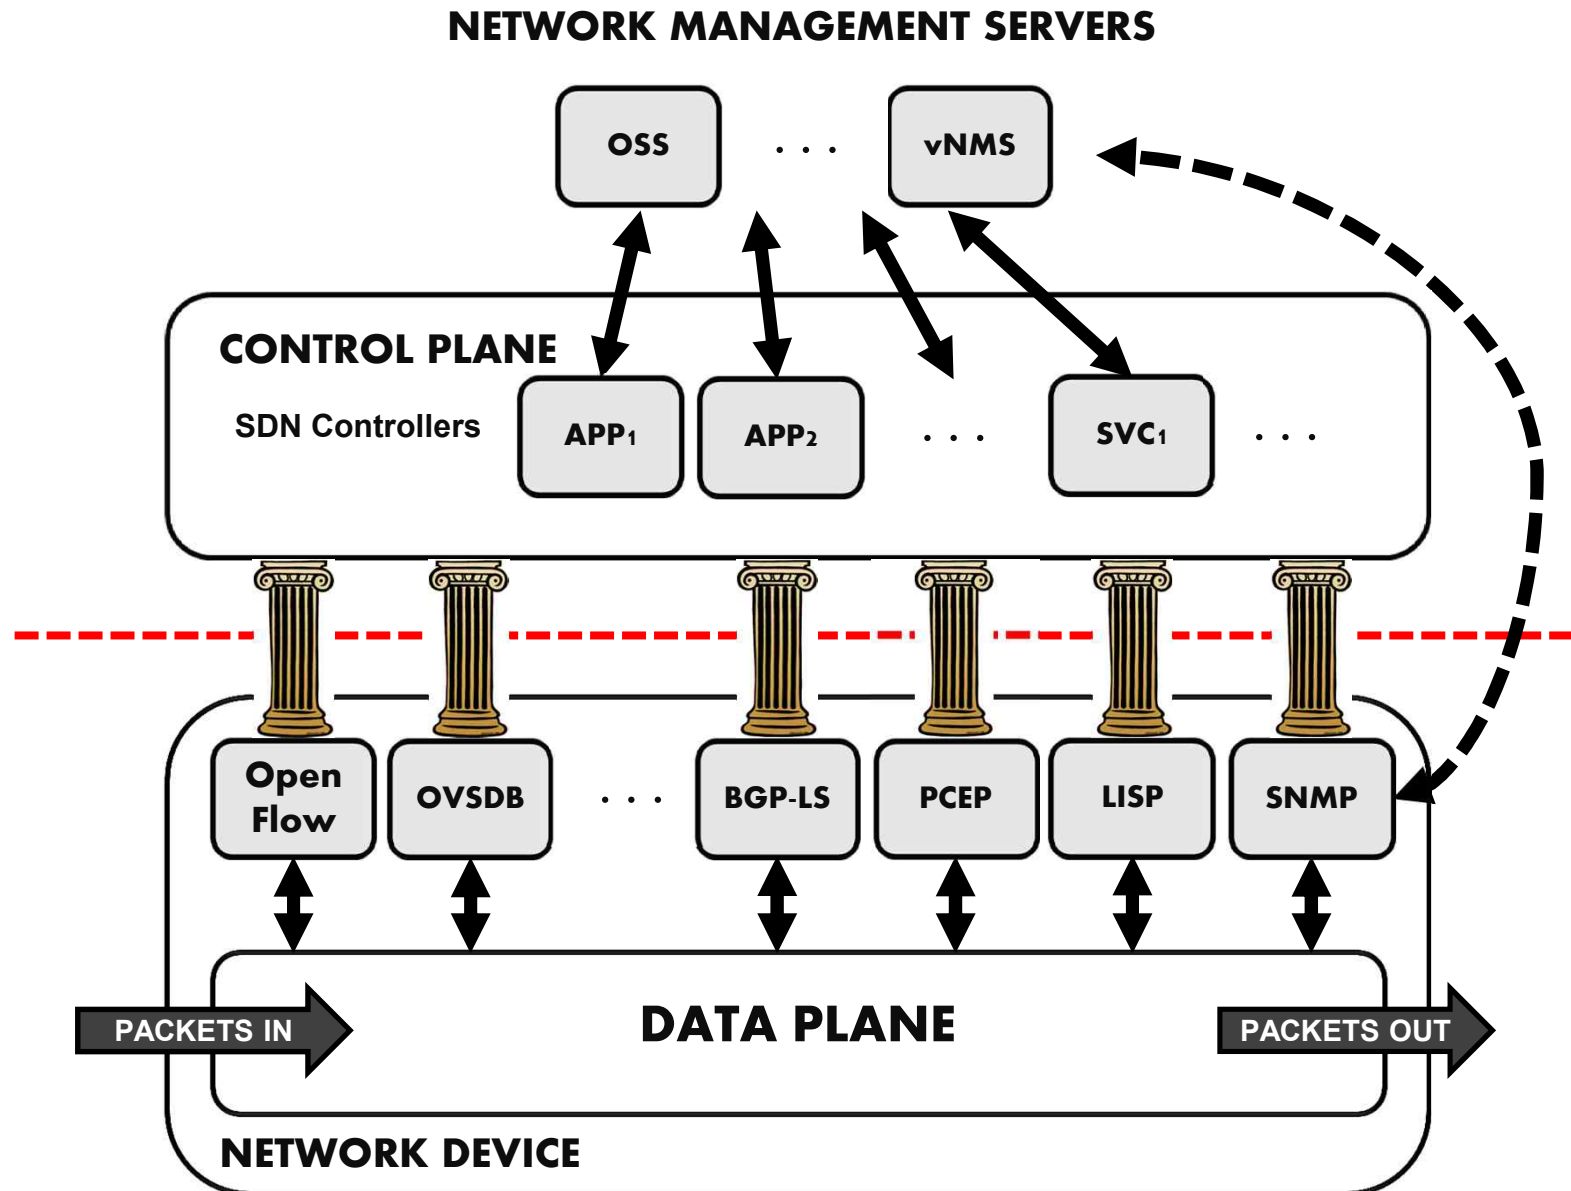 NETWORK MANAGEMENT SERVERS
OSS . . . vNMS
CONTROL PLANE
SDN Controllers
APP1 APP2 . . . SVC1 . . .
Open
Flow
OVSDB . . . BGP-LS PCEP LISP SNMP
PACKETS IN
DATA PLANE
PACKETS OUT
NETWORK DEVICE